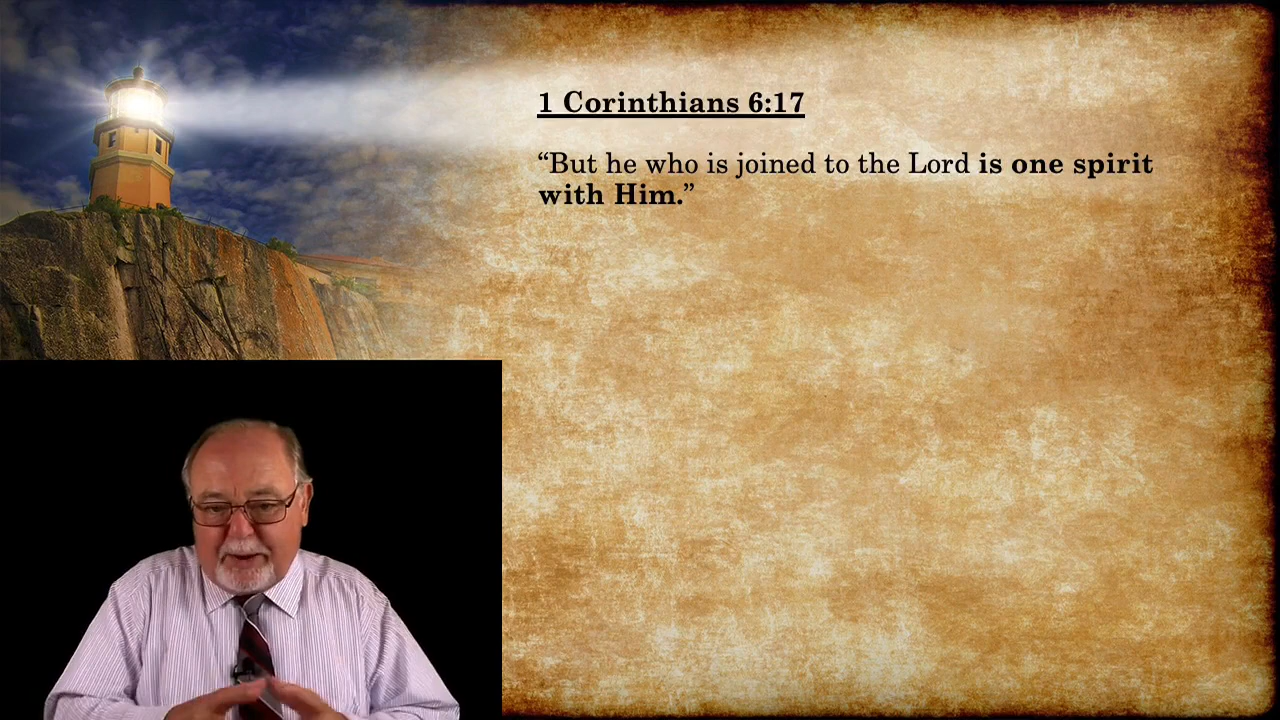 1 Corinthians 6:17
“But he who is joined to the Lord is one spirit
with Him.”